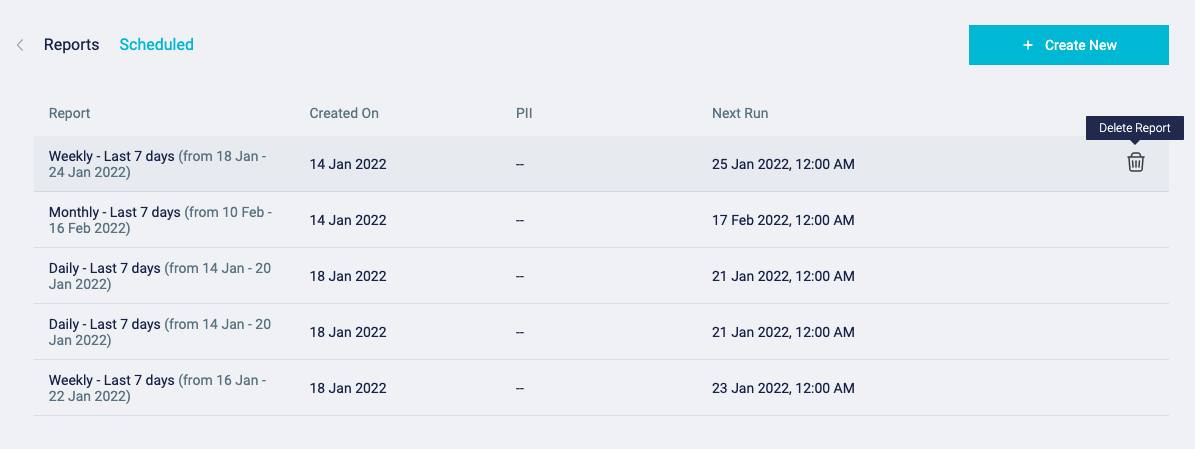 Reports Scheduled
+ Create New
Report Created On PII Next Run
Delete Report
Weekly - Last 7 days (from 18 Jan -
24 Jan 2022)
14 Jan 2022 -- 25 Jan 2022, 12:00 AM
Monthly - Last 7 days (from 10 Feb -
16 Feb 2022)
14 Jan 2022 -- 17 Feb 2022, 12:00 AM
Daily - Last 7 days (from 14 Jan - 20
Jan 2022)
18 Jan 2022 -- 21 Jan 2022, 12:00 AM
Daily - Last 7 days (from 14 Jan - 20
Jan 2022)
18 Jan 2022 -- 21 Jan 2022, 12:00 AM
Weekly - Last 7 days (from 16 Jan -
22 Jan 2022)
18 Jan 2022 -- 23 Jan 2022, 12:00 AM